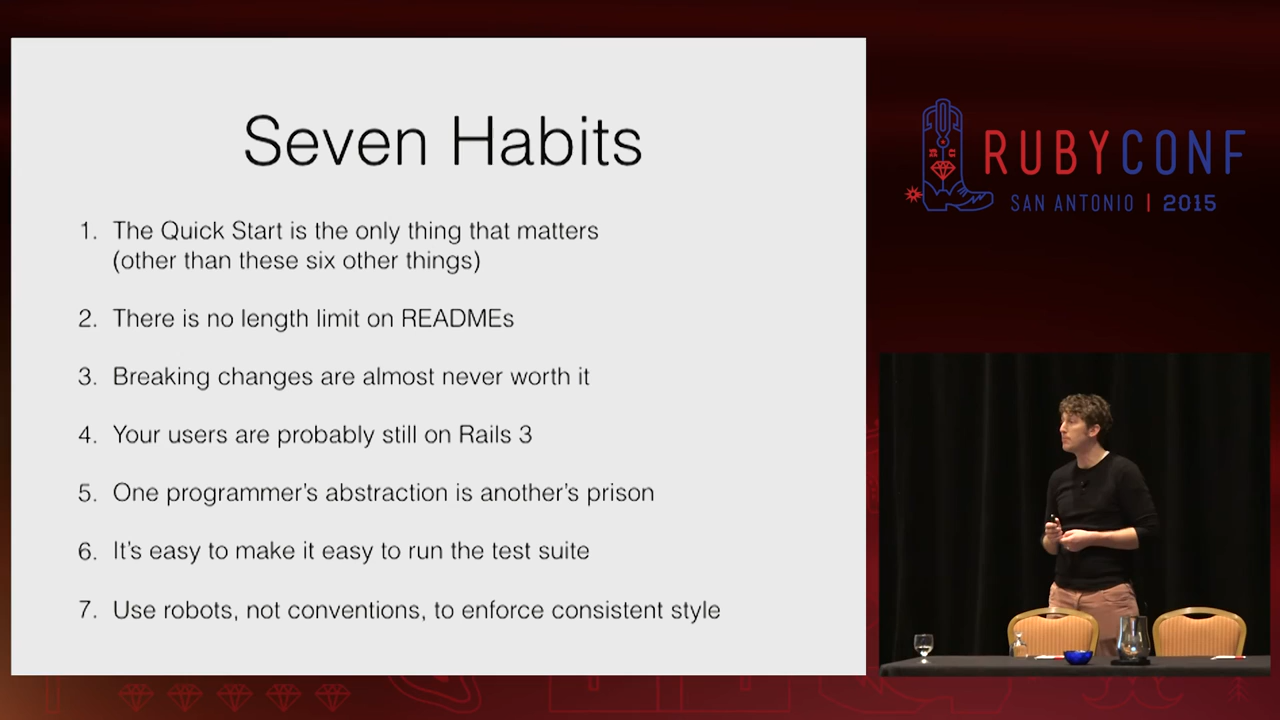 Seven Habits
1. The Quick Start is the only thing that matters
(other than these six other things)
2. There is no length limit on READMEs
3. Breaking changes are almost never worth it
4. Your users are probably still on Rails 3
5. One programmer’s abstraction is another’s prison
6. It’s easy to make it easy to run the test suite
7. Use robots, not conventions, to enforce consistent style
RUBYCONF
SAN ANTONIO | 2015